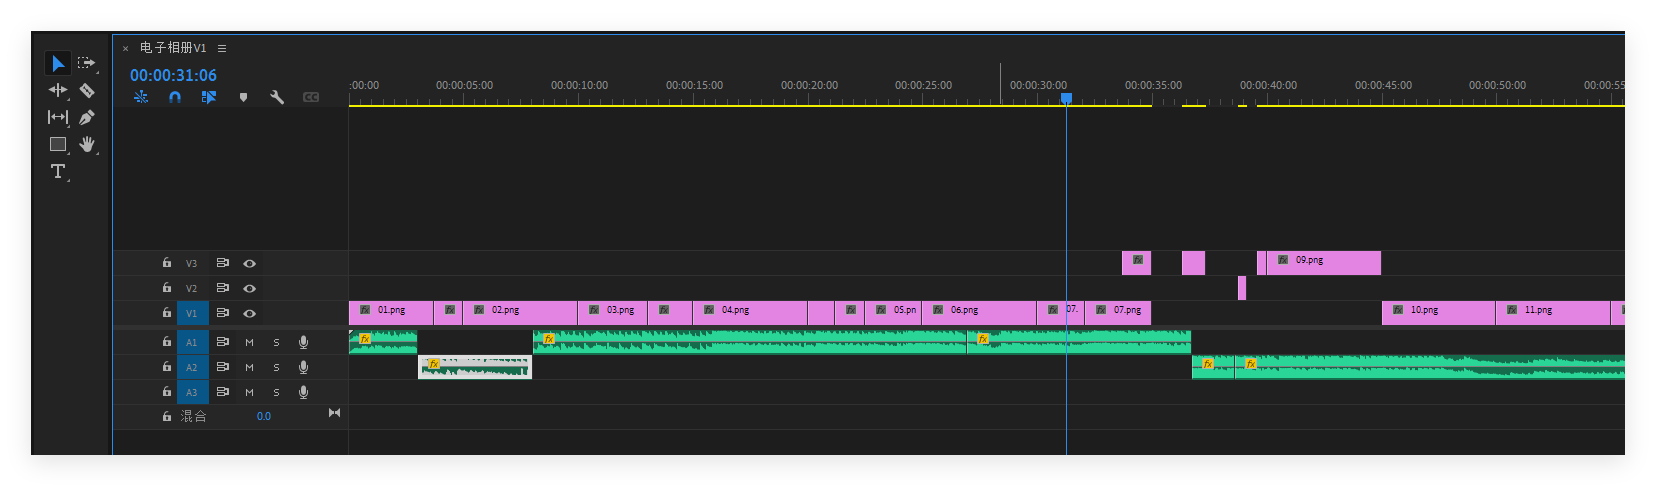 × 电子相册V1 ≡
00:00:31:06
:00:00 00:00:05:00 00:00:10:00 00:00:15:00 00:00:20:00 00:00:25:00 00:00:30:00 00:00:35:00 00:00:40:00 00:00:45:00 00:00:50:00 00:00:55
CC
T
V3 fx fx 09.png
V2
V1 fx 01.png fx fx 02.png fx 03.png fx fx 04.png fx fx 05.pn fx 06.png fx 07. fx 07.png fx 10.png fx 11.png
A1 M S fx fx fx
A2 M S fx fx fx
A3 M S
混合 0.0